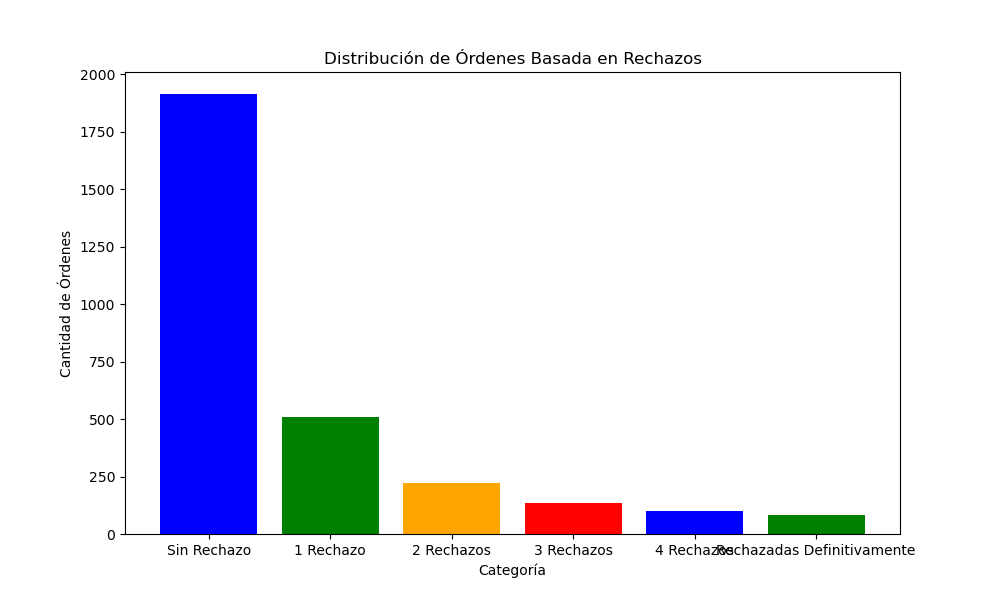 Distribución de Órdenes Basada en Rechazos
2000
1750
1500
1250
1000
750
500
250
0
Cantidad de Órdenes
Sin Rechazo
1 Rechazo
2 Rechazos
3 Rechazos
4 Rechazos
Rechazadas Definitivamente
Categoría